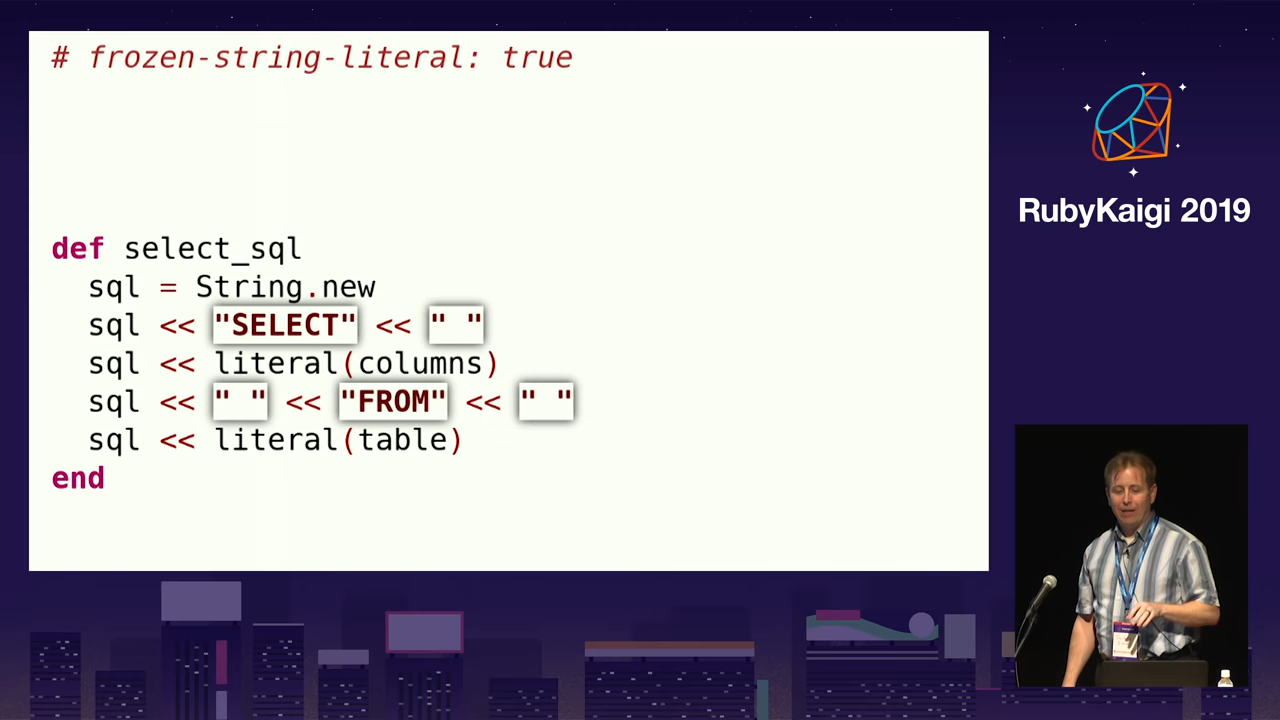 # frozen-string-literal: true
def select_sql
  sql = String.new
  sql << "SELECT" << " "
  sql << literal(columns)
  sql << " " << "FROM" << " "
  sql << literal(table)
end
RubyKaigi 2019